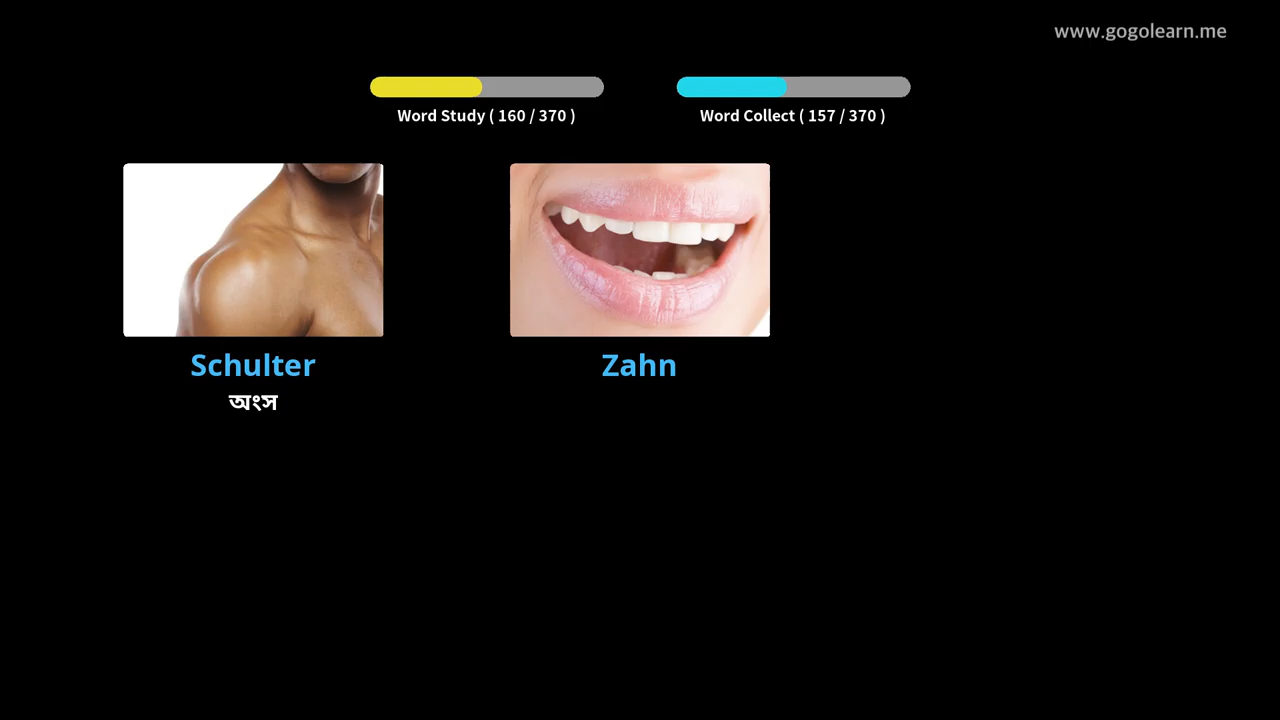 www.gogolearn.me
Word Study ( 160 / 370 )
Word Collect ( 157 / 370 )
Schulter
Zahn
অংস